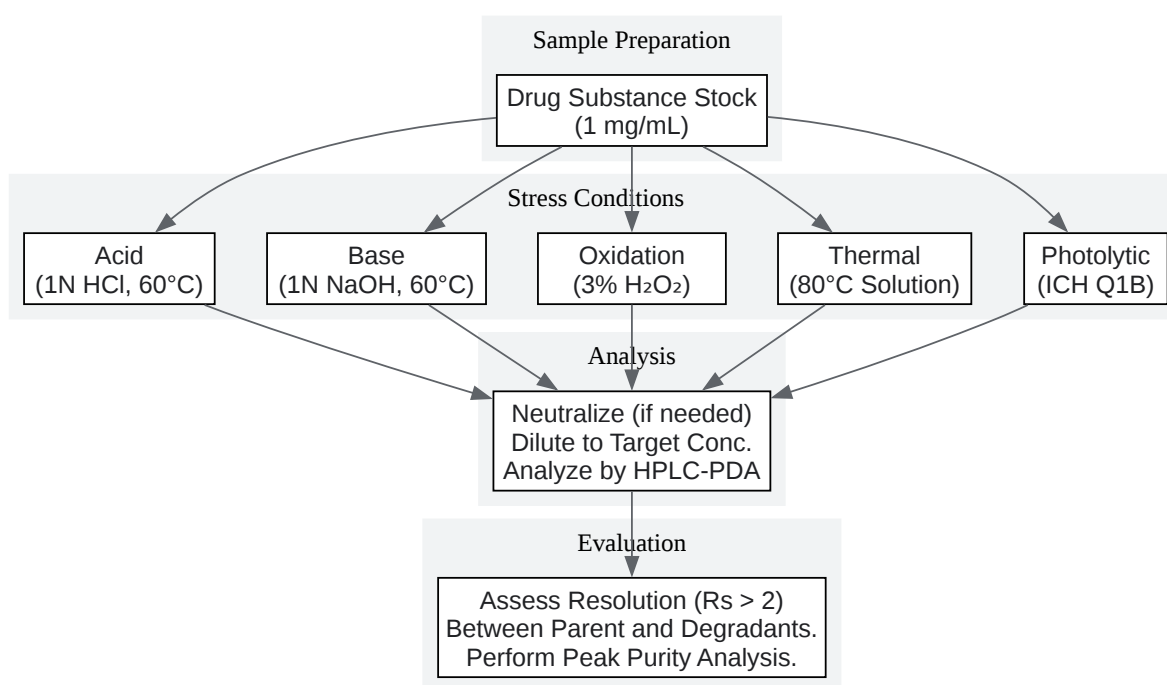 Sample Preparation
Drug Substance Stock
(1 mg/mL)
Stress Conditions
Acid
(1N HCl, 60°C)
Base
(1N NaOH, 60°C)
Oxidation
(3% H₂O₂)
Thermal
(80°C Solution)
Photolytic
(ICH Q1B)
Analysis
Neutralize (if needed)
Dilute to Target Conc.
Analyze by HPLC-PDA
Evaluation
Assess Resolution (Rs > 2)
Between Parent and Degradants.
Perform Peak Purity Analysis.